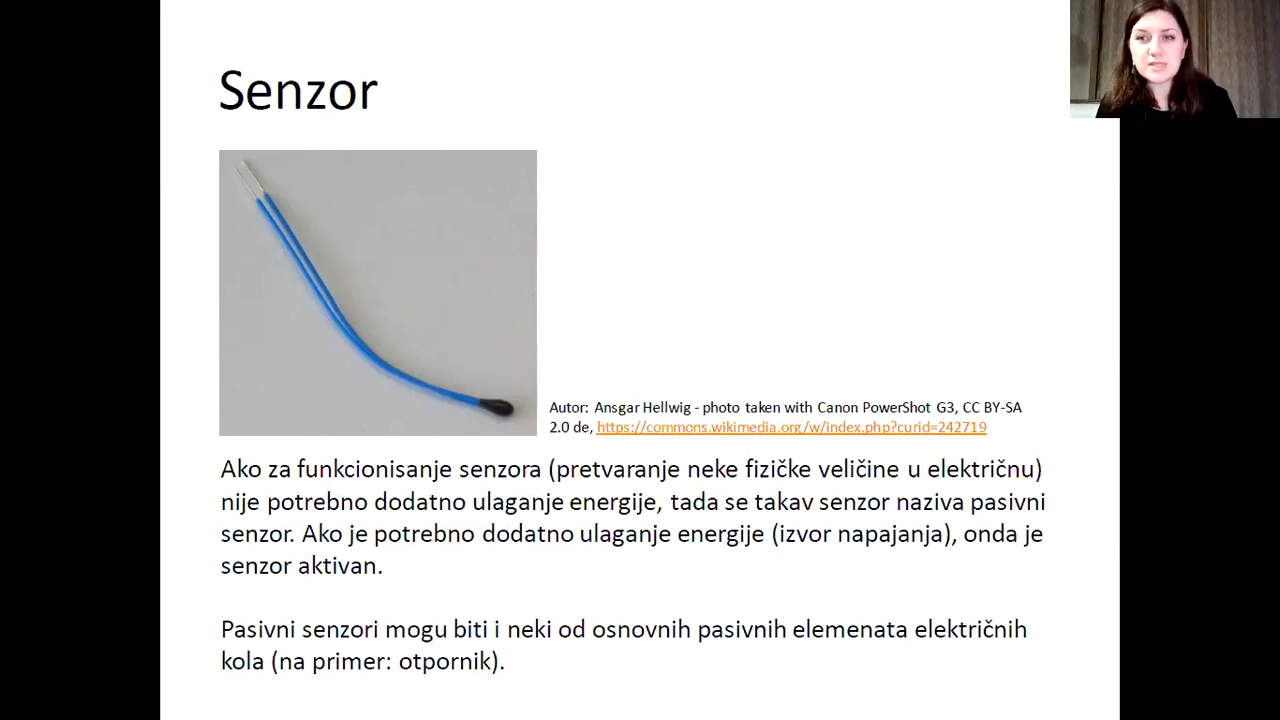 Senzor
Autor: Ansgar Hellwig - photo taken with Canon PowerShot G3, CC BY-SA
2.0 de, https://commons.wikimedia.org/w/index.php?curid=242719
Ako za funkcionisanje senzora (pretvaranje neke fizičke veličine u električnu)
nije potrebno dodatno ulaganje energije, tada se takav senzor naziva pasivni
senzor. Ako je potrebno dodatno ulaganje energije (izvor napajanja), onda je
senzor aktivan.
Pasivni senzori mogu biti i neki od osnovnih pasivnih elemenata električnih
kola (na primer: otpornik).